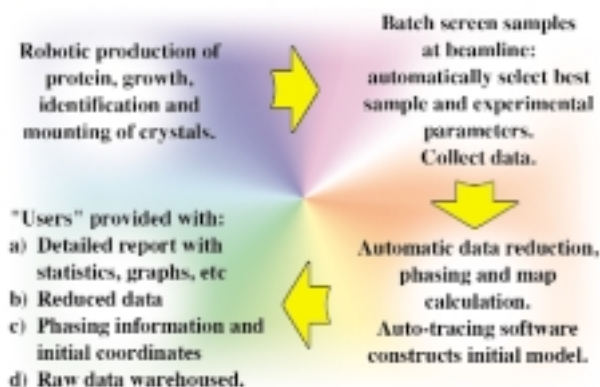 Robotic production of
protein, growth,
identification and
mounting of crystals.
Batch screen samples
at beamline:
automatically select best
sample and experimental
parameters.
Collect data.
Automatic data reduction,
phasing and map
calculation.
Auto-tracing software
constructs initial model.
"Users" provided with:
a) Detailed report with
statistics, graphs, etc
b) Reduced data
c) Phasing information and
initial coordinates
d) Raw data warehoused.